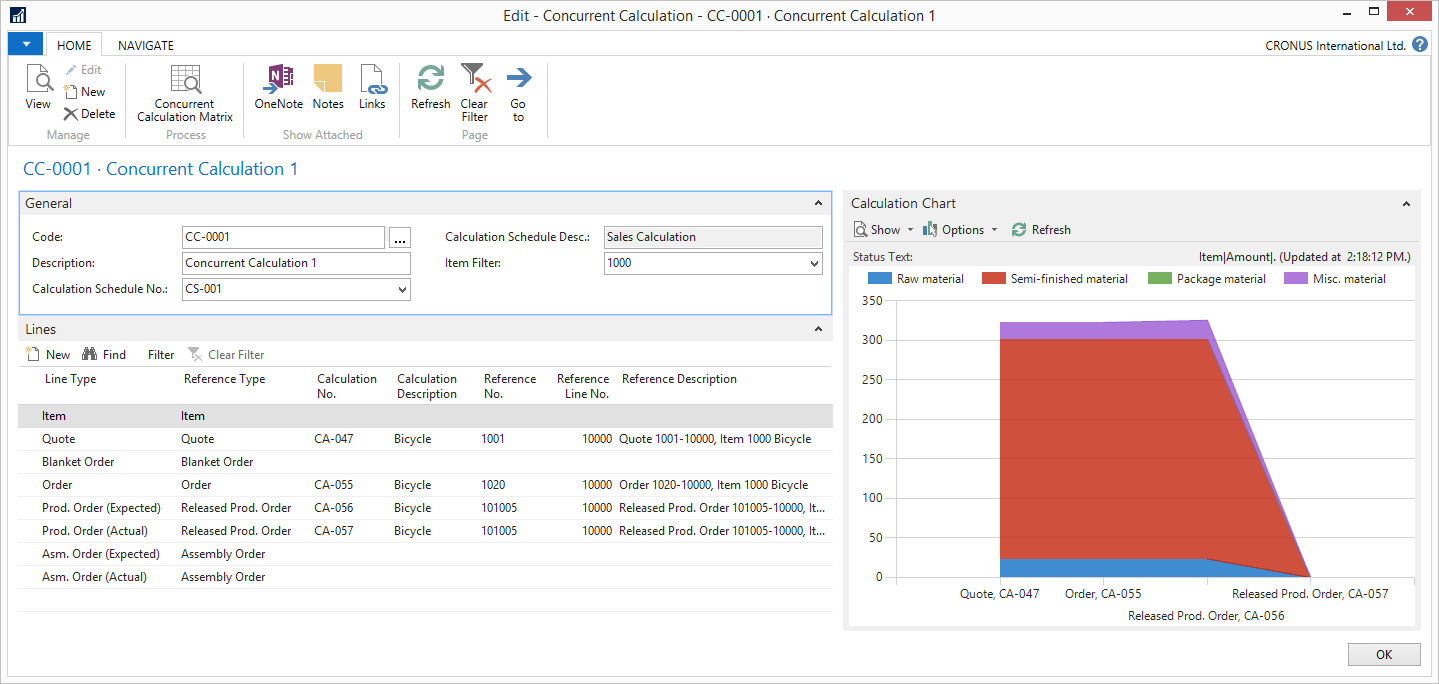 Edit - Concurrent Calculation - CC-0001 · Concurrent Calculation 1
HOME NAVIGATE
CRONUS International Ltd.
View
Edit
New
Delete
Manage
Concurrent
Calculation Matrix
Process
OneNote
Notes
Links
Show Attached
Refresh
Clear
Filter
Go
to
Page
CC-0001 · Concurrent Calculation 1
General
Code: CC-0001 ...
Description: Concurrent Calculation 1
Calculation Schedule No.: CS-001
Calculation Schedule Desc.: Sales Calculation
Item Filter: 1000
Lines
New Find Filter Clear Filter
Line Type Reference Type Calculation No. Calculation Description Reference No. Reference Line No. Reference Description
Item Item
Quote Quote CA-047 Bicycle 1001 10000 Quote 1001-10000, Item 1000 Bicycle
Blanket Order Blanket Order
Order Order CA-055 Bicycle 1020 10000 Order 1020-10000, Item 1000 Bicycle
Prod. Order (Expected) Released Prod. Order CA-056 Bicycle 101005 10000 Released Prod. Order 101005-10000, It...
Prod. Order (Actual) Released Prod. Order CA-057 Bicycle 101005 10000 Released Prod. Order 101005-10000, It...
Asm. Order (Expected) Assembly Order
Asm. Order (Actual) Assembly Order
Calculation Chart
Show Options Refresh
Status Text: Item|Amount|. (Updated at 2:18:12 PM.)
Raw material Semi-finished material Package material Misc. material
350
300
250
200
150
100
50
0
Quote, CA-047 Order, CA-055 Released Prod. Order, CA-057
Released Prod. Order, CA-056
OK